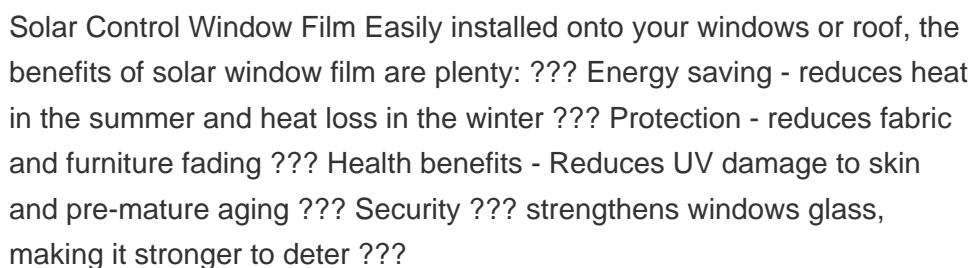 Solar Control Window Film Easily installed onto your windows or roof, the
benefits of solar window film are plenty: ??? Energy saving - reduces heat
in the summer and heat loss in the winter ??? Protection - reduces fabric
and furniture fading ??? Health benefits - Reduces UV damage to skin
and pre-mature aging ??? Security ??? strengthens windows glass,
making it stronger to deter ???